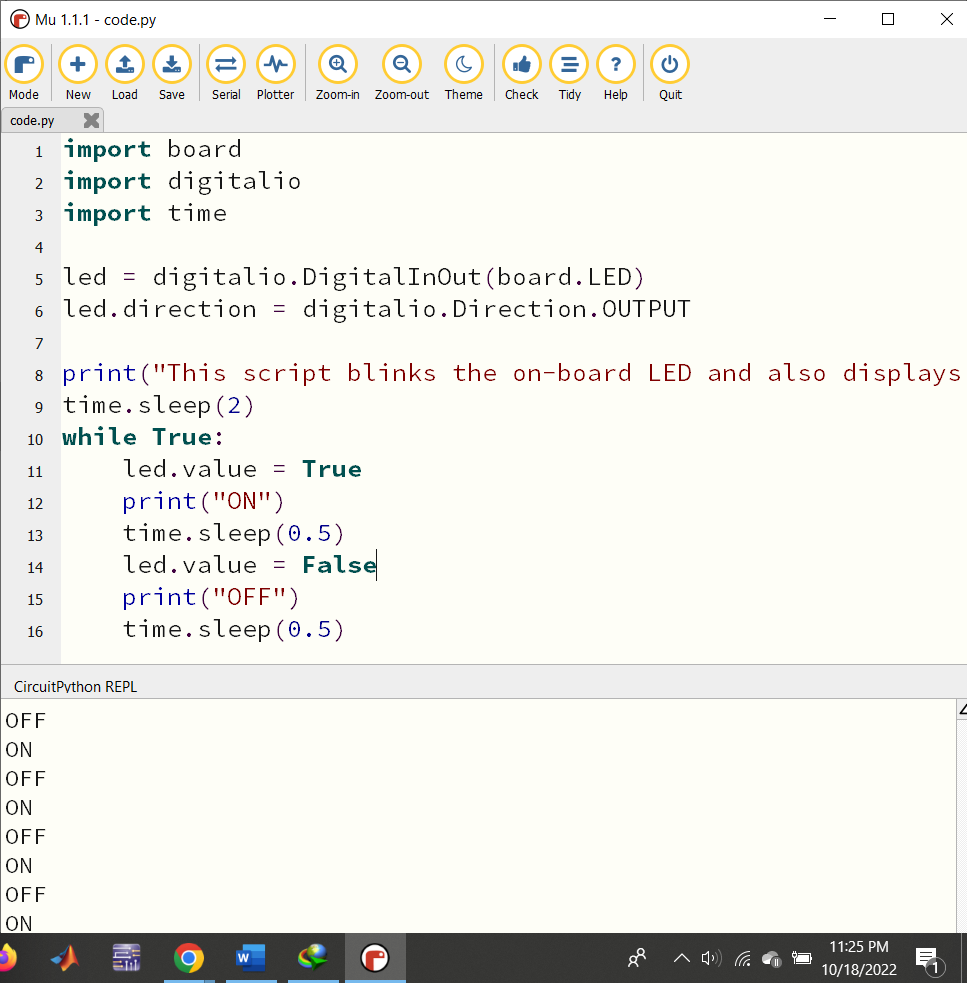 Mu 1.1.1 - code.py
Mode New Load Save Serial Plotter Zoom-in Zoom-out Theme Check Tidy Help Quit
code.py
1 import board
2 import digitalio
3 import time
4
5 led = digitalio.DigitalInOut(board.LED)
6 led.direction = digitalio.Direction.OUTPUT
7
8 print("This script blinks the on-board LED and also displays
9 time.sleep(2)
10 while True:
11     led.value = True
12     print("ON")
13     time.sleep(0.5)
14     led.value = False
15     print("OFF")
16     time.sleep(0.5)
CircuitPython REPL
OFF
ON
OFF
ON
OFF
ON
OFF
ON
11:25 PM
10/18/2022
1